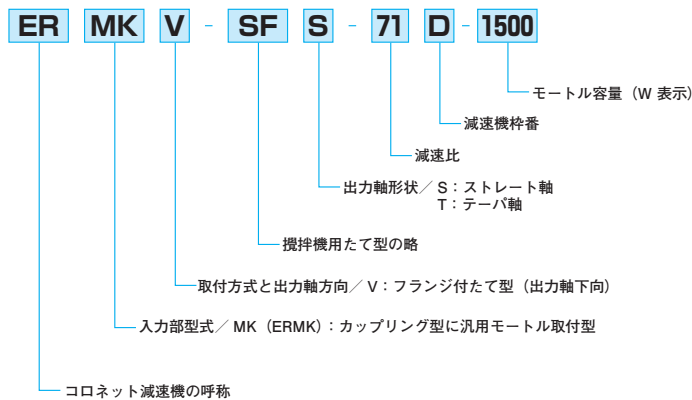 ER MK V - SF S - 71 D - 1500
モートル容量（W 表示）
減速機枠番
減速比
出力軸形状／S：ストレート軸
T：テーパ軸
攪拌機用たて型の略
取付方式と出力軸方向／V：フランジ付たて型（出力軸下向）
入力部型式／MK（ERMK）：カップリング型に汎用モートル取付型
コロネット減速機の呼称